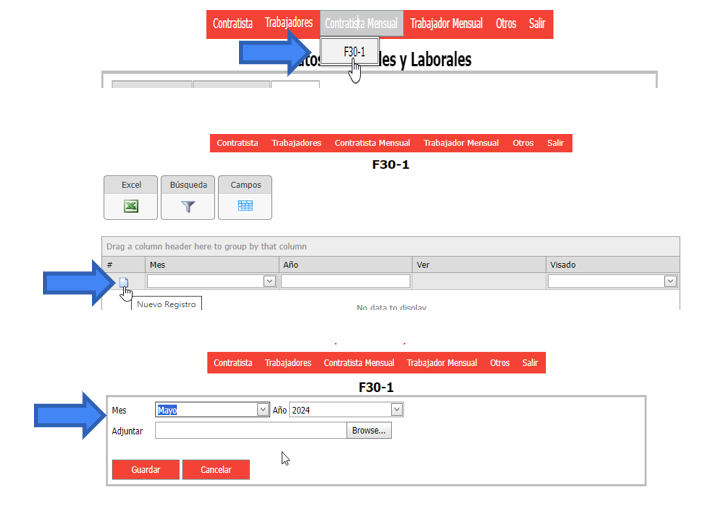 Contratista Trabajadores Contratista Mensual Trabajador Mensual Otros Salir
F30-1
les y Laborales
Contratista Trabajadores Contratista Mensual Trabajador Mensual Otros Salir
F30-1
Excel Búsqueda Campos
Drag a column header here to group by that column
# Mes Año Ver Visado
Nuevo Registro
No data to display
Contratista Trabajadores Contratista Mensual Trabajador Mensual Otros Salir
F30-1
Mes Mayo Año 2024
Adjuntar Browse...
Guardar Cancelar